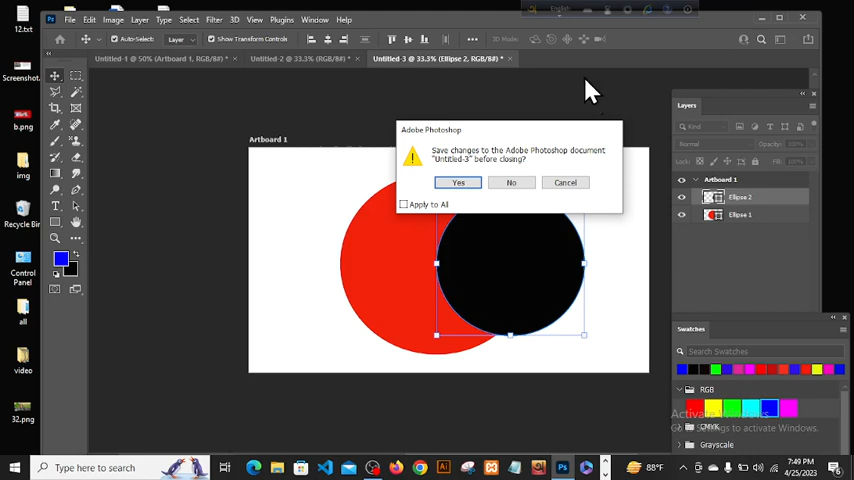 12.txt
Screenshot...
b.png
img
Recycle Bin
Control
Panel
all
video
32.png
English
File Edit Image Layer Type Select Filter 3D View Plugins Window Help
Auto-Select: Layer Show Transform Controls 3D Mode:
Untitled-1 @ 50% (Artboard 1, RGB/8#) * × Untitled-2 @ 33.3% (RGB/8#) * × Untitled-3 @ 33.3% (Ellipse 2, RGB/8#) * ×
Artboard 1
Adobe Photoshop
Save changes to the Adobe Photoshop document
"Untitled-3" before closing?
Yes No Cancel
Apply to All
Layers
Kind
Normal Opacity: 100%
Lock: Fill: 100%
Artboard 1
Ellipse 2
Ellipse 1
Swatches
Search Swatches
RGB
CMYK
Grayscale
Activate Windows
Go to Settings to activate Windows.
Type here to search
88°F
7:49 PM
4/25/2023
6